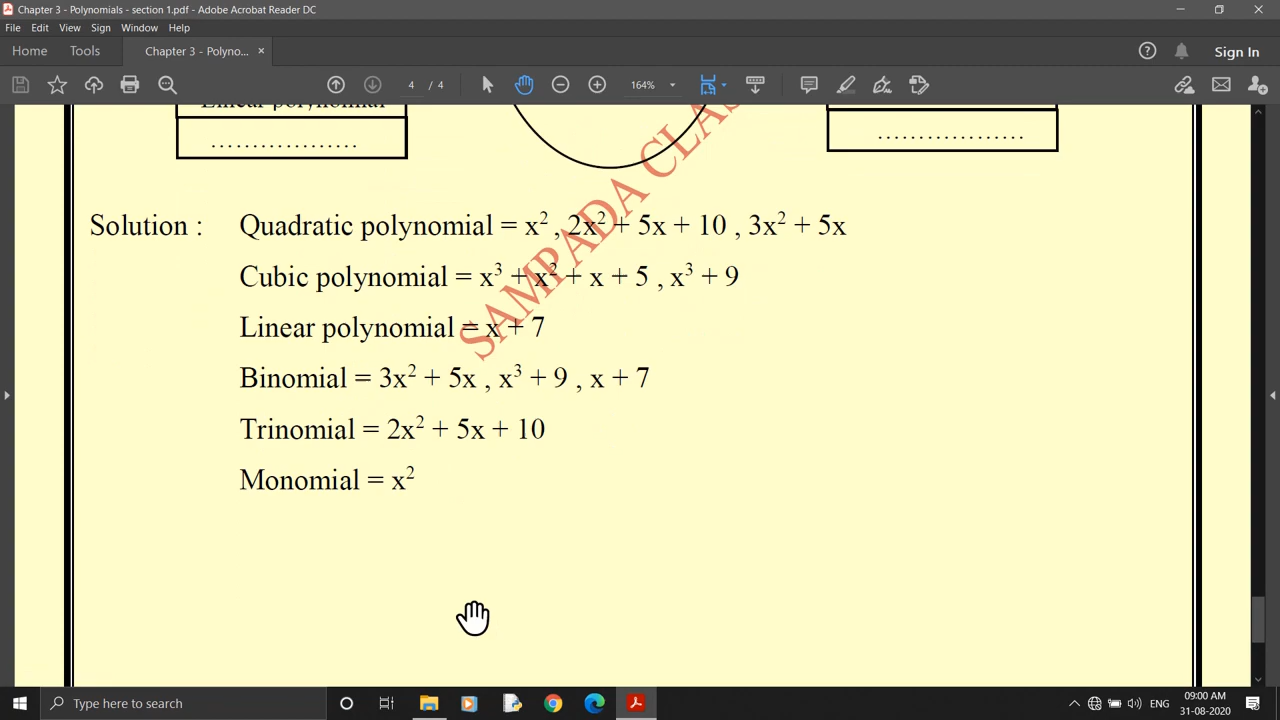 Chapter 3 - Polynomials - section 1.pdf - Adobe Acrobat Reader DC
File Edit View Sign Window Help
Home Tools Chapter 3 - Polyno... × ? Sign In
4 / 4 164%
Linear polynomial
..................
..................
SAMPADA CLAS
Solution : Quadratic polynomial = x² , 2x² + 5x + 10 , 3x² + 5x
Cubic polynomial = x³ + x² + x + 5 , x³ + 9
Linear polynomial = x + 7
Binomial = 3x² + 5x , x³ + 9 , x + 7
Trinomial = 2x² + 5x + 10
Monomial = x²
Type here to search
ENG
09:00 AM
31-08-2020